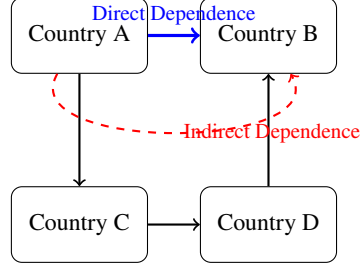 Direct Dependence
Country A
Country B
Indirect Dependence
Country C
Country D